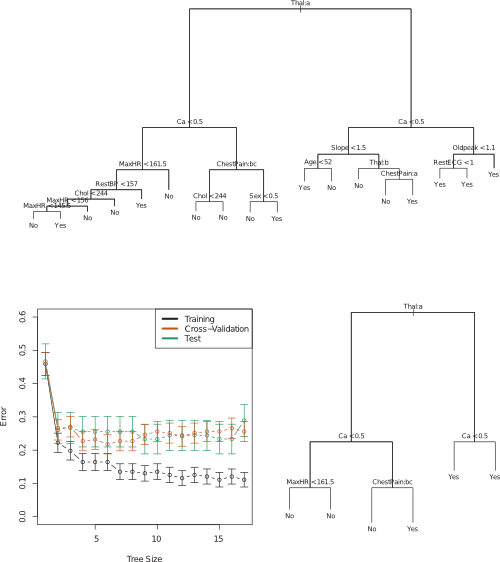 Thal:a
Ca <0.5
Ca <0.5
Slope <1.5
Oldpeak <1.1
MaxHR <161.5
ChestPain:bc
Age <52
Thal:b
RestECG <1
ChestPain:a
Yes
No
No
Yes
Yes
Yes
RestBP <157
No
Chol <244
Sex <0.5
No
Yes
Chol <244
MaxHR <156
MaxHR <145.5
Yes
No
No
No
No
No
Yes
No
Yes
Training
Cross−Validation
Test
Error
0.6
0.5
0.4
0.3
0.2
0.1
0.0
5
10
15
Tree Size
Thal:a
Ca <0.5
Ca <0.5
Yes
Yes
MaxHR <161.5
ChestPain:bc
No
No
No
Yes